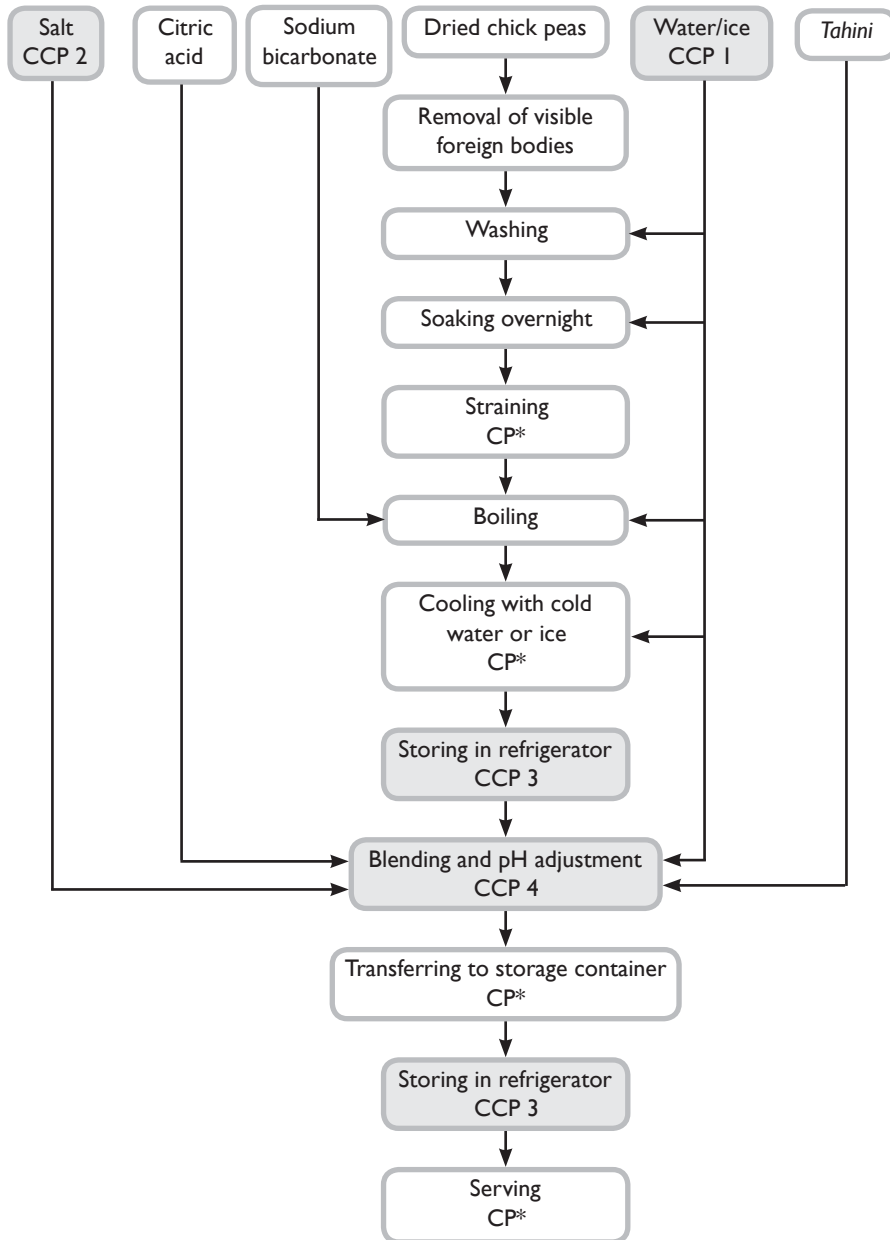 Salt
CCP 2
Citric
acid
Sodium
bicarbonate
Dried chick peas
Water/ice
CCP 1
Tahini
Removal of visible
foreign bodies
Washing
Soaking overnight
Straining
CP*
Boiling
Cooling with cold
water or ice
CP*
Storing in refrigerator
CCP 3
Blending and pH adjustment
CCP 4
Transferring to storage container
CP*
Storing in refrigerator
CCP 3
Serving
CP*